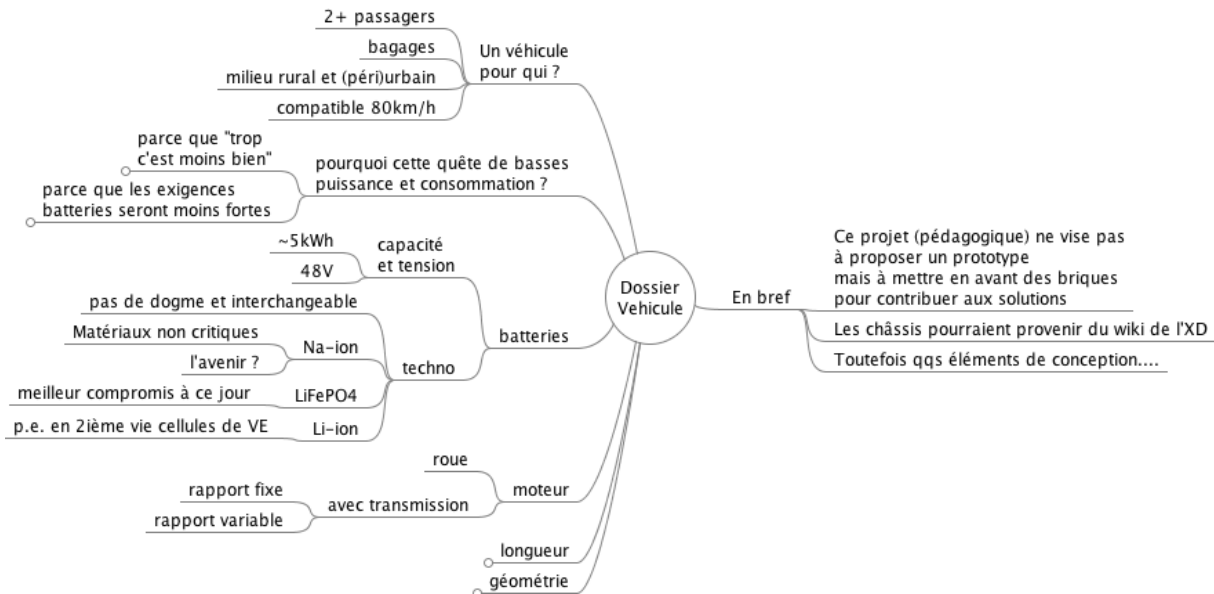 Dossier
Vehicule
Un véhicule
pour qui ?
2+ passagers
bagages
milieu rural et (péri)urbain
compatible 80km/h
pourquoi cette quête de basses
puissance et consommation ?
parce que "trop
c'est moins bien"
parce que les exigences
batteries seront moins fortes
batteries
capacité
et tension
~5kWh
48V
techno
pas de dogme et interchangeable
Na-ion
Matériaux non critiques
l'avenir ?
LiFePO4
meilleur compromis à ce jour
Li-ion
p.e. en 2ième vie cellules de VE
moteur
roue
avec transmission
rapport fixe
rapport variable
longueur
géométrie
En bref
Ce projet (pédagogique) ne vise pas
à proposer un prototype
mais à mettre en avant des briques
pour contribuer aux solutions
Les châssis pourraient provenir du wiki de l'XD
Toutefois qqs éléments de conception....